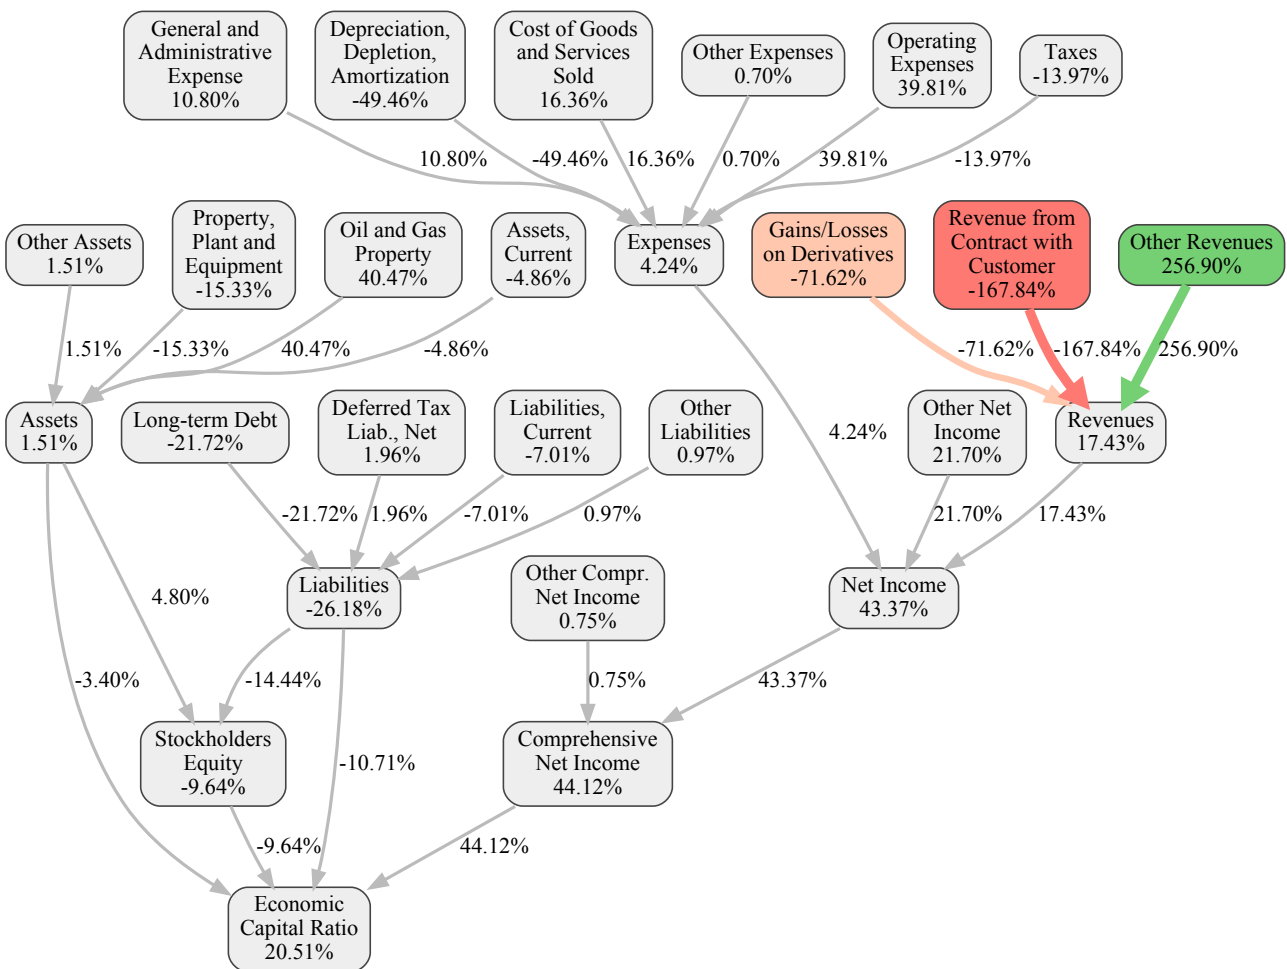 General and
Administrative
Expense
10.80%
Depreciation,
Depletion,
Amortization
-49.46%
Cost of Goods
and Services
Sold
16.36%
Other Expenses
0.70%
Operating
Expenses
39.81%
Taxes
-13.97%
10.80%
-49.46%
16.36%
0.70%
39.81%
-13.97%
Other Assets
1.51%
Property,
Plant and
Equipment
-15.33%
Oil and Gas
Property
40.47%
Assets,
Current
-4.86%
Expenses
4.24%
Gains/Losses
on Derivatives
-71.62%
Revenue from
Contract with
Customer
-167.84%
Other Revenues
256.90%
1.51%
-15.33%
40.47%
-4.86%
-71.62%
-167.84%
256.90%
Assets
1.51%
Long-term Debt
-21.72%
Deferred Tax
Liab., Net
1.96%
Liabilities,
Current
-7.01%
Other
Liabilities
0.97%
4.24%
Other Net
Income
21.70%
Revenues
17.43%
-21.72%
1.96%
-7.01%
0.97%
21.70%
17.43%
4.80%
Liabilities
-26.18%
Other Compr.
Net Income
0.75%
Net Income
43.37%
-3.40%
-14.44%
0.75%
43.37%
Stockholders
Equity
-9.64%
-10.71%
Comprehensive
Net Income
44.12%
-9.64%
44.12%
Economic
Capital Ratio
20.51%